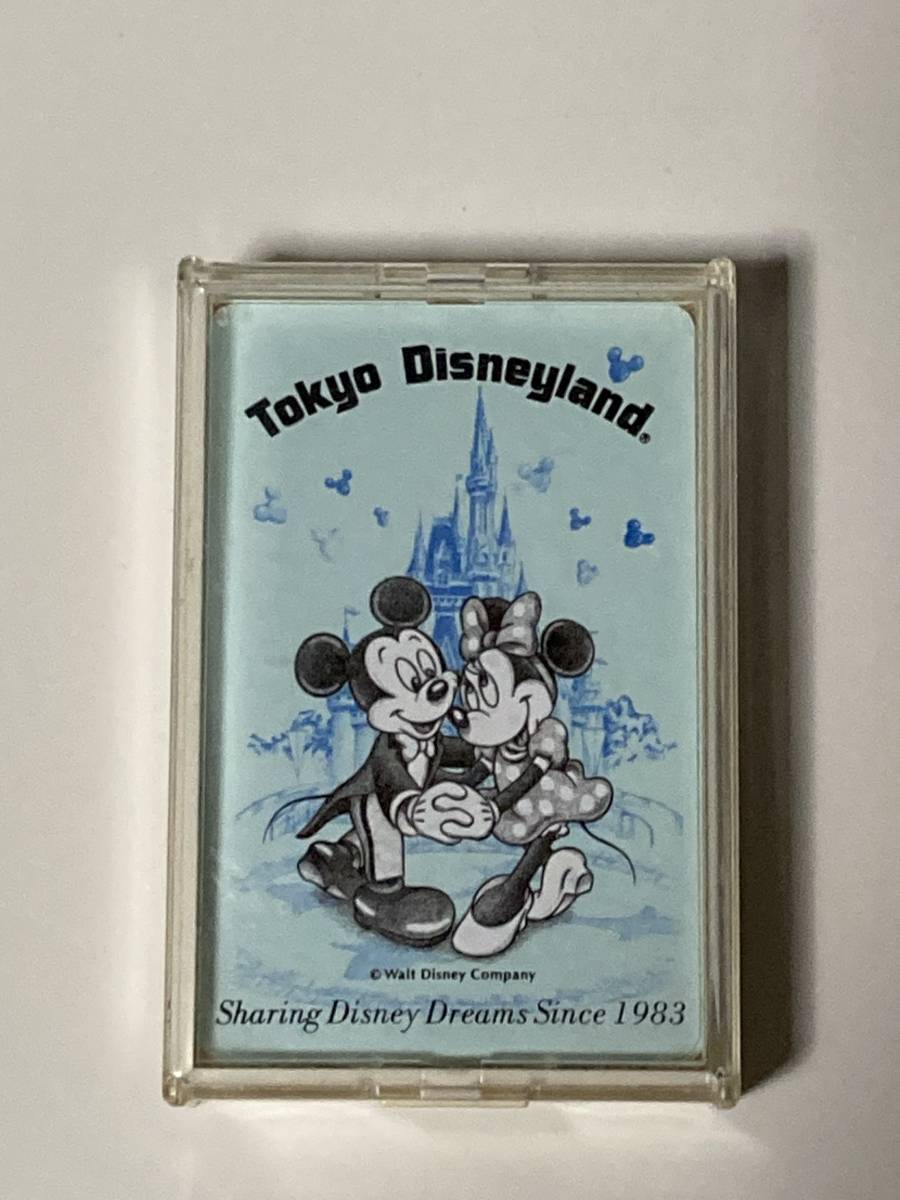 Tokyo Disneyland®
©Walt Disney Company
Sharing Disney Dreams Since 1983